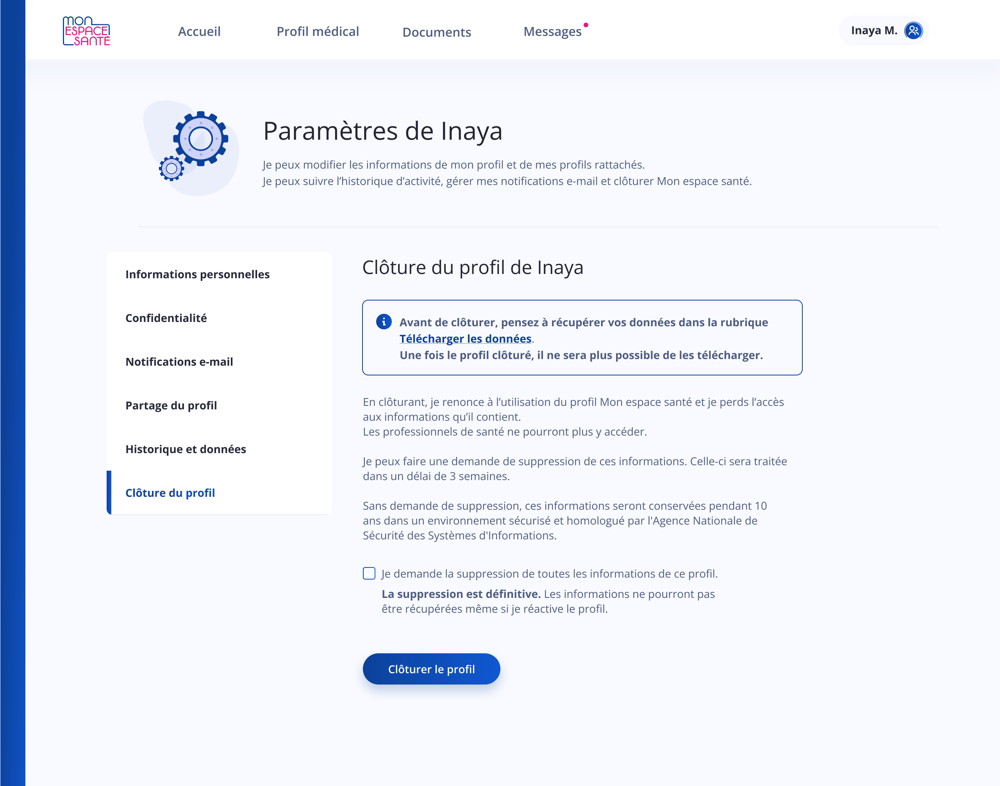 mon
ESPACE
SANTÉ
Accueil
Profil médical
Documents
Messages
Inaya M.
Paramètres de Inaya
Je peux modifier les informations de mon profil et de mes profils rattachés.
Je peux suivre l’historique d’activité, gérer mes notifications e-mail et clôturer Mon espace santé.
Informations personnelles
Confidentialité
Notifications e-mail
Partage du profil
Historique et données
Clôture du profil
Clôture du profil de Inaya
Avant de clôturer, pensez à récupérer vos données dans la rubrique
Télécharger les données.
Une fois le profil clôturé, il ne sera plus possible de les télécharger.
En clôturant, je renonce à l’utilisation du profil Mon espace santé et je perds l’accès
aux informations qu’il contient.
Les professionnels de santé ne pourront plus y accéder.
Je peux faire une demande de suppression de ces informations. Celle-ci sera traitée
dans un délai de 3 semaines.
Sans demande de suppression, ces informations seront conservées pendant 10
ans dans un environnement sécurisé et homologué par l'Agence Nationale de
Sécurité des Systèmes d'Informations.
Je demande la suppression de toutes les informations de ce profil.
La suppression est définitive. Les informations ne pourront pas
être récupérées même si je réactive le profil.
Clôturer le profil